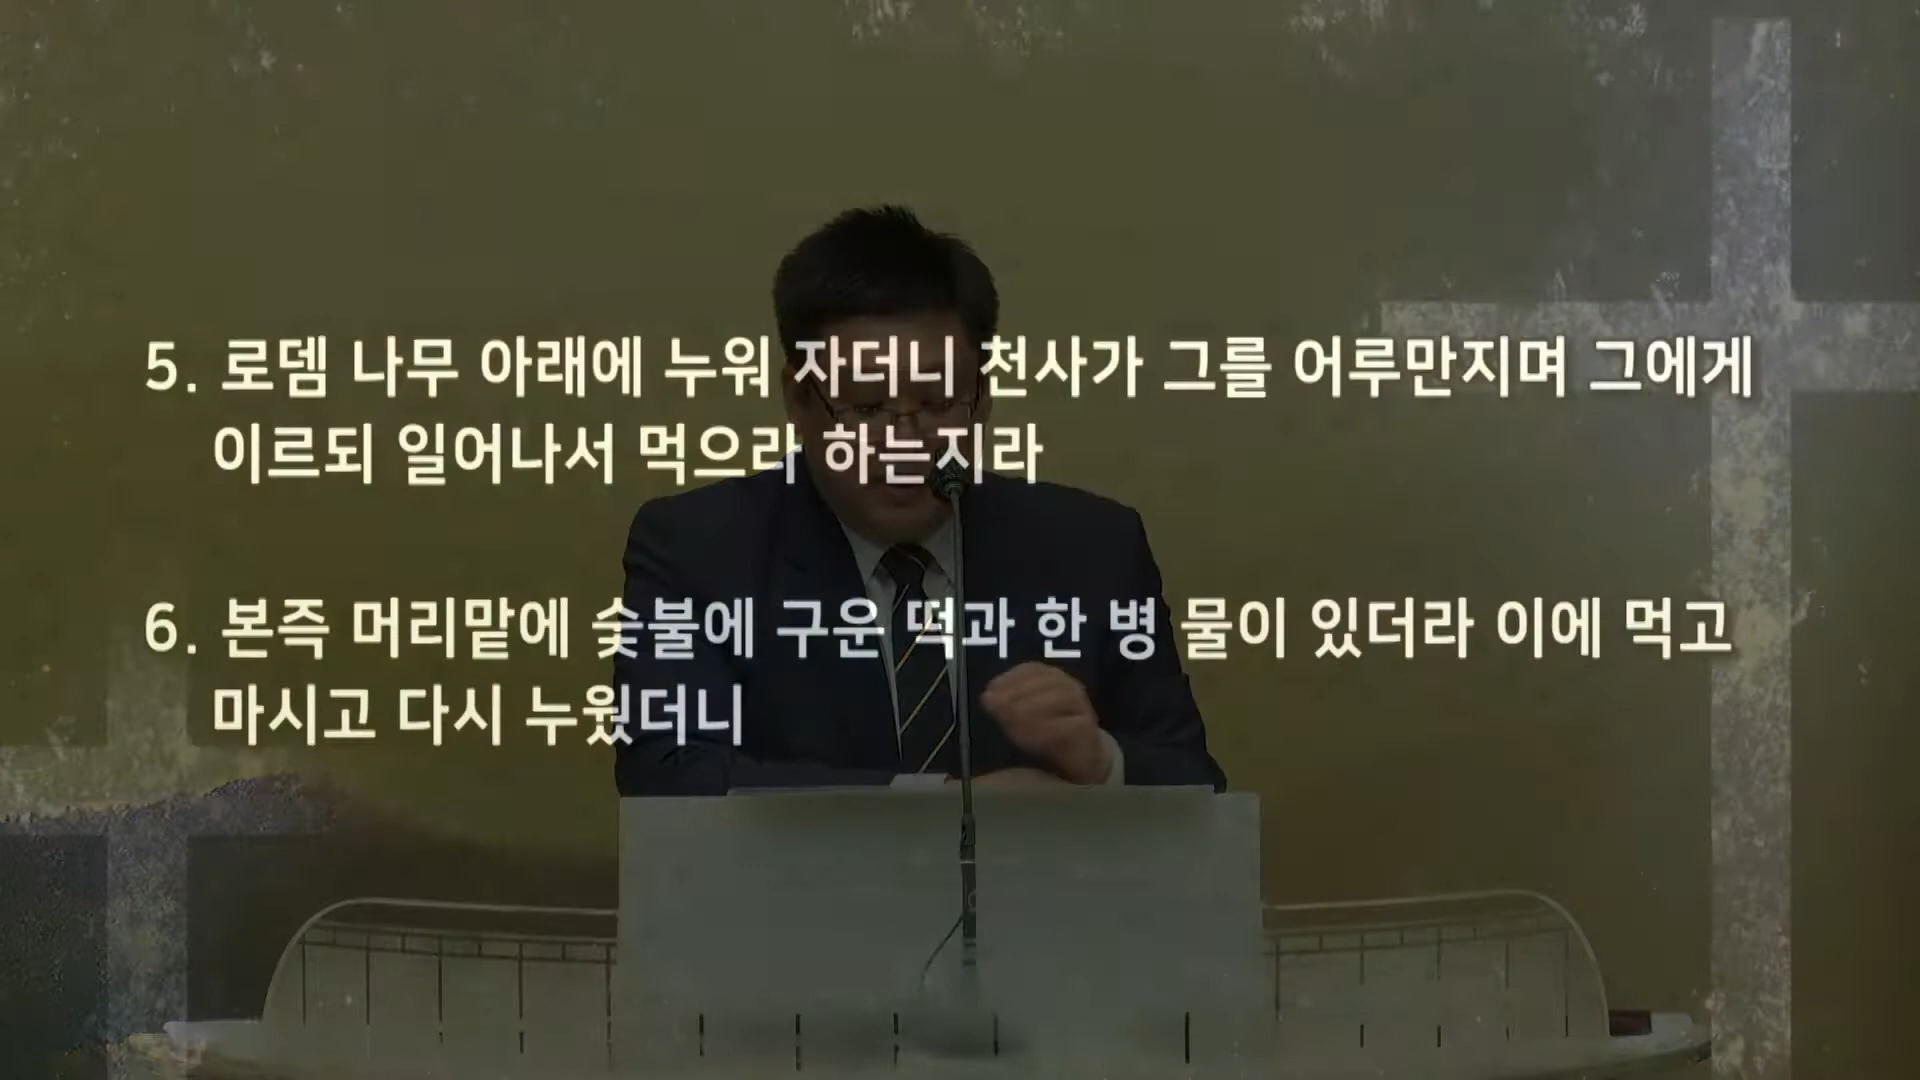 5. 로뎀 나무 아래에 누워 자더니 천사가 그를 어루만지며 그에게
이르되 일어나서 먹으라 하는지라
6. 본즉 머리맡에 숯불에 구운 떡과 한 병 물이 있더라 이에 먹고
마시고 다시 누웠더니